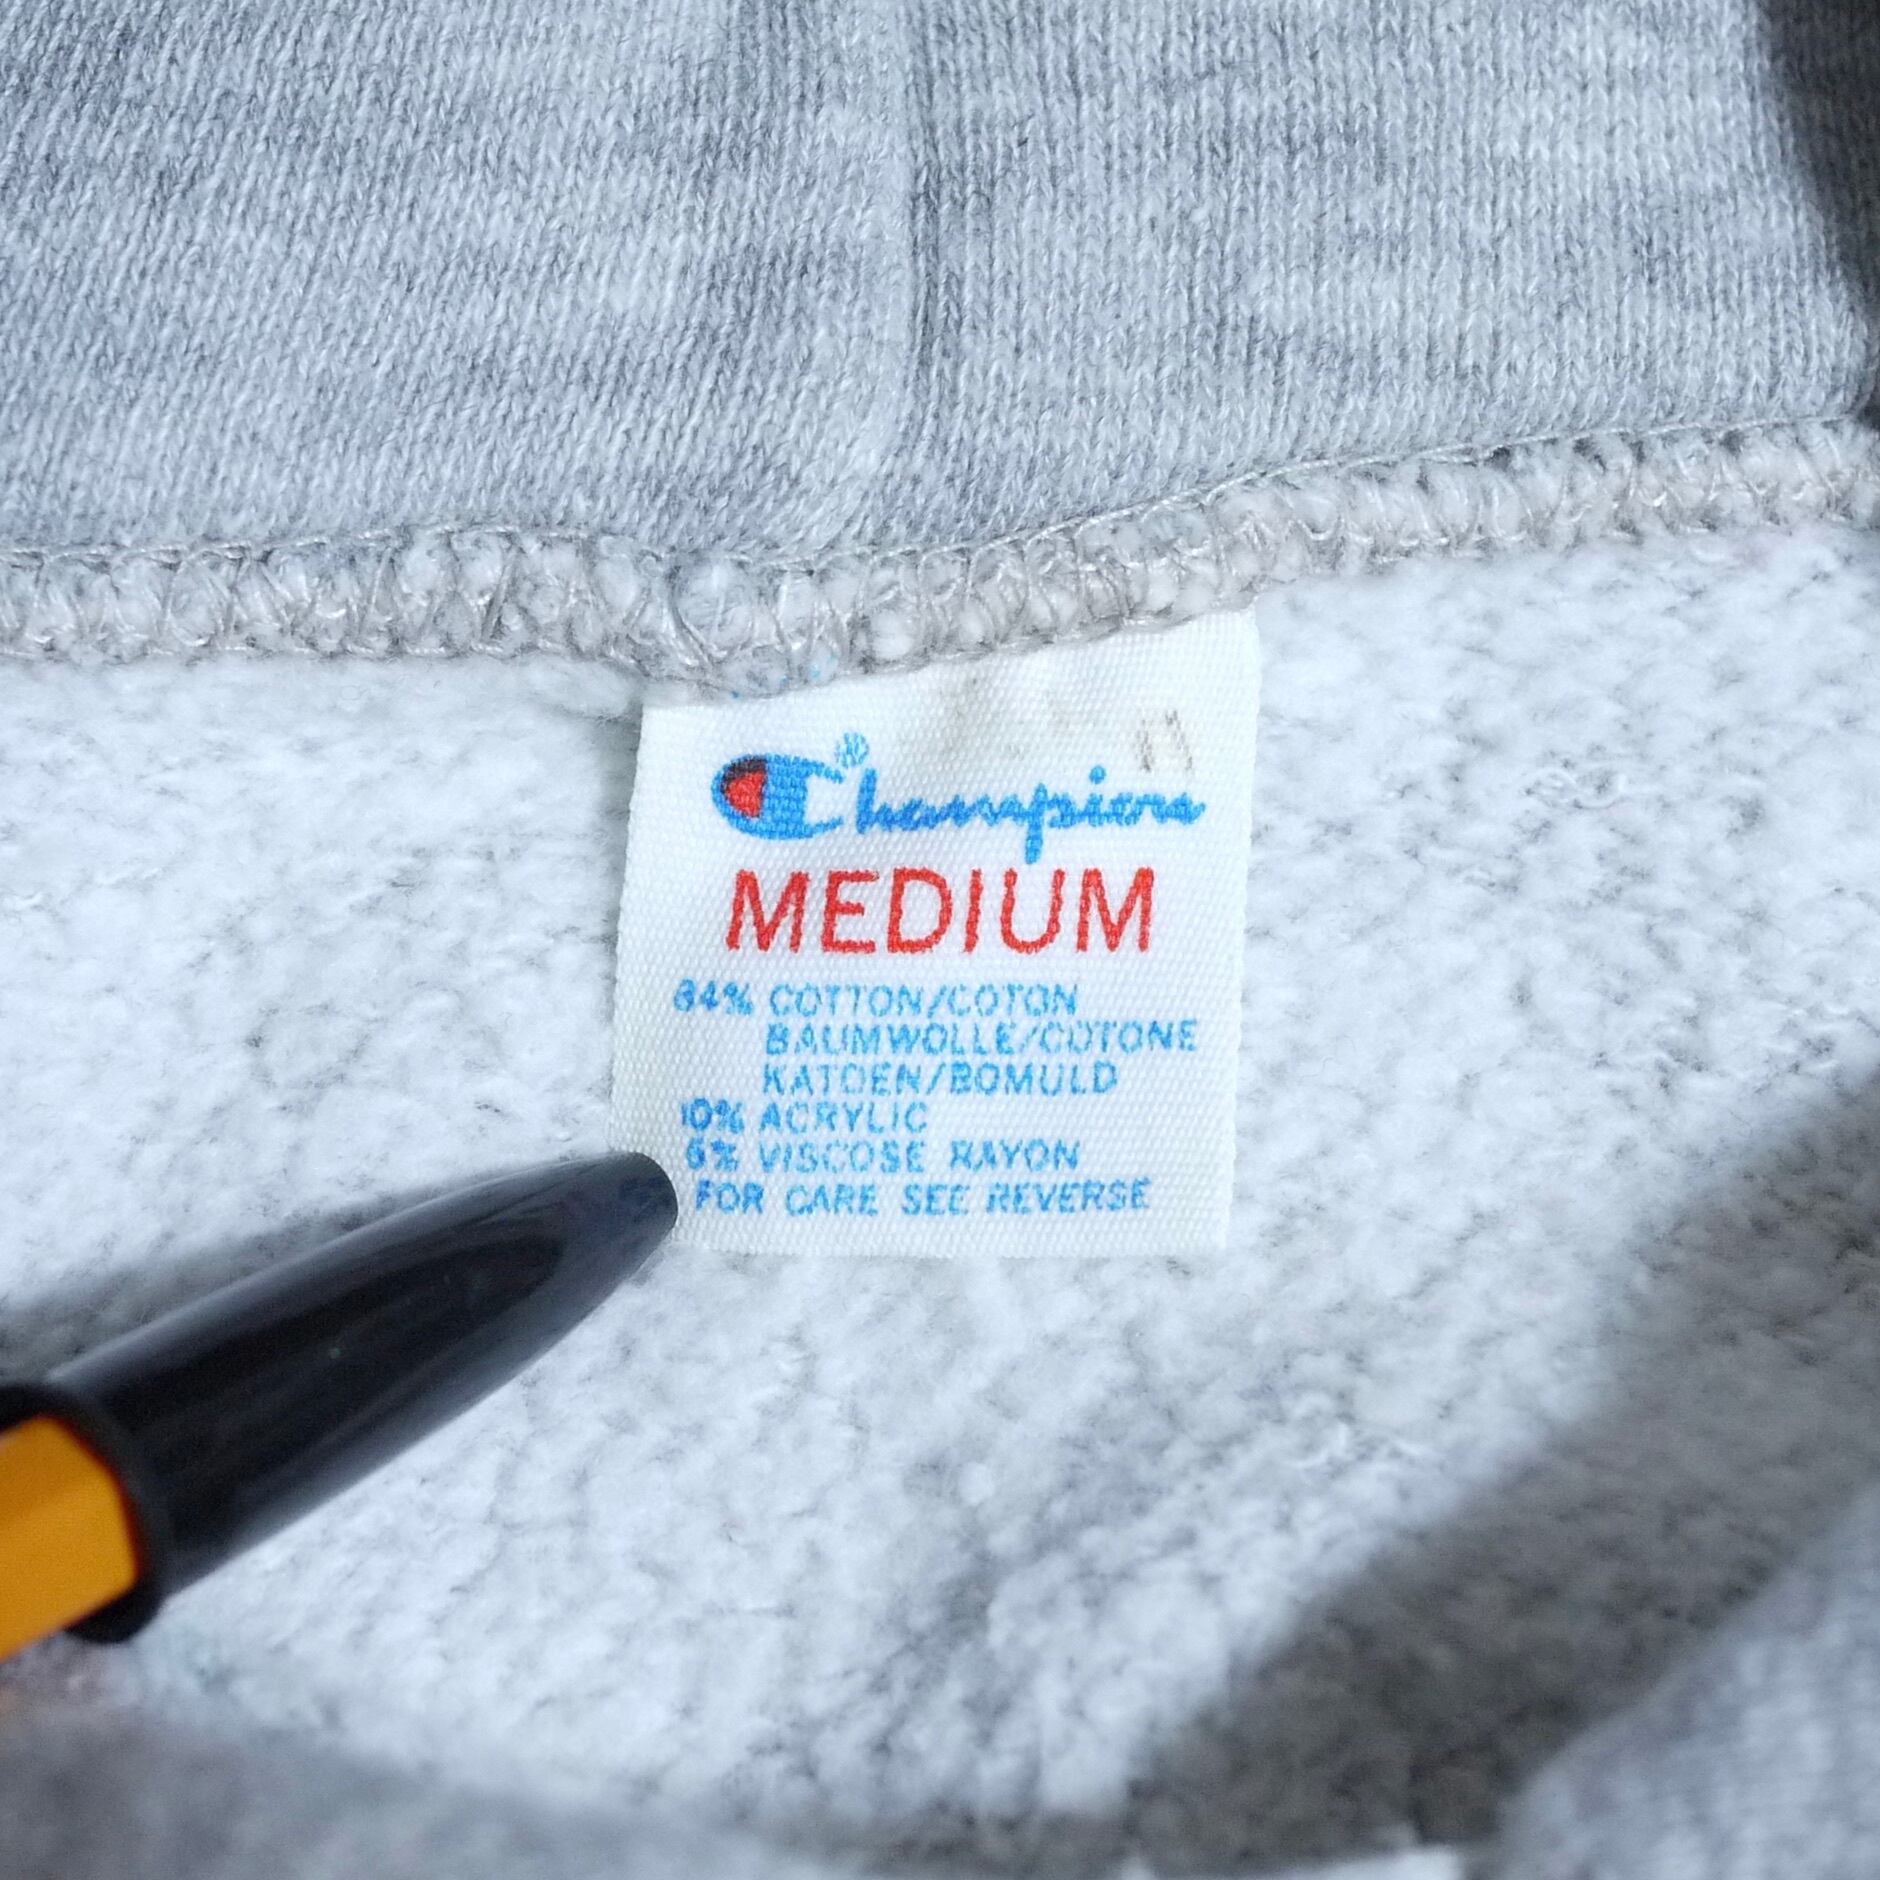 Champion®
MEDIUM
84% COTTON/COTON
BAUMWOLLE/COTONE
KATOEN/BOMULD
10% ACRYLIC
6% VISCOSE RAYON
FOR CARE SEE REVERSE